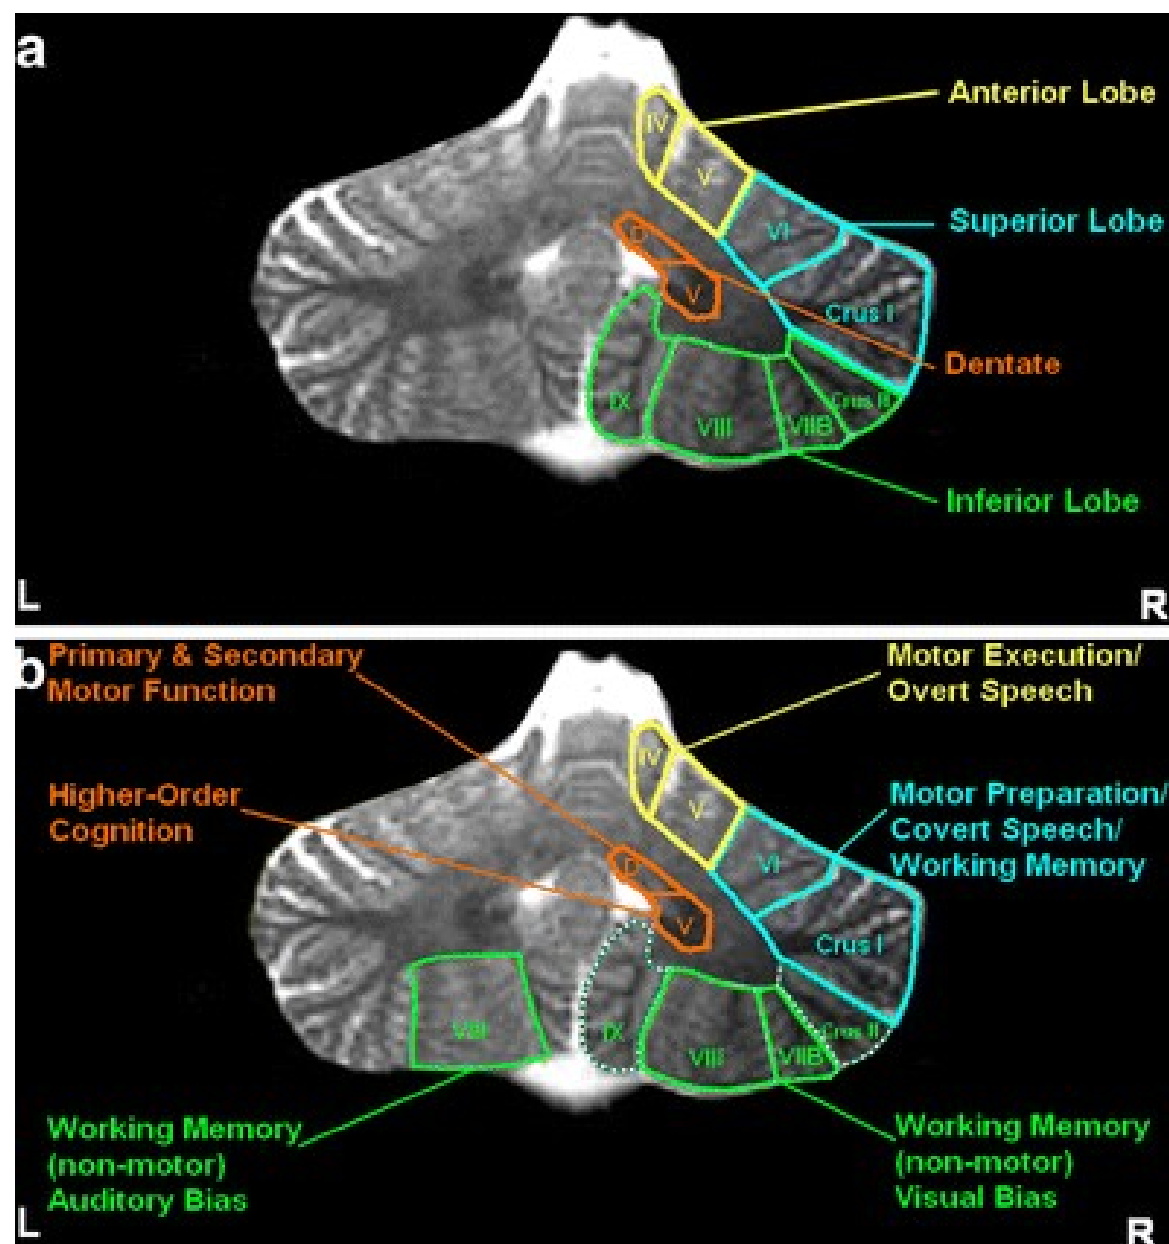 a
IV
Anterior Lobe
V
VI
Superior Lobe
D
V
Crus I
Dentate
IX
VIII
VIIB
Crus II
Inferior Lobe
L
R
b
Primary & Secondary
Motor Function
Motor Execution/
Overt Speech
IV
V
Higher-Order
Cognition
Motor Preparation/
Covert Speech/
Working Memory
VI
D
V
Crus I
VIII
IX
VIII
VIIB
Crus II
Working Memory
(non-motor)
Auditory Bias
Working Memory
(non-motor)
Visual Bias
L
R